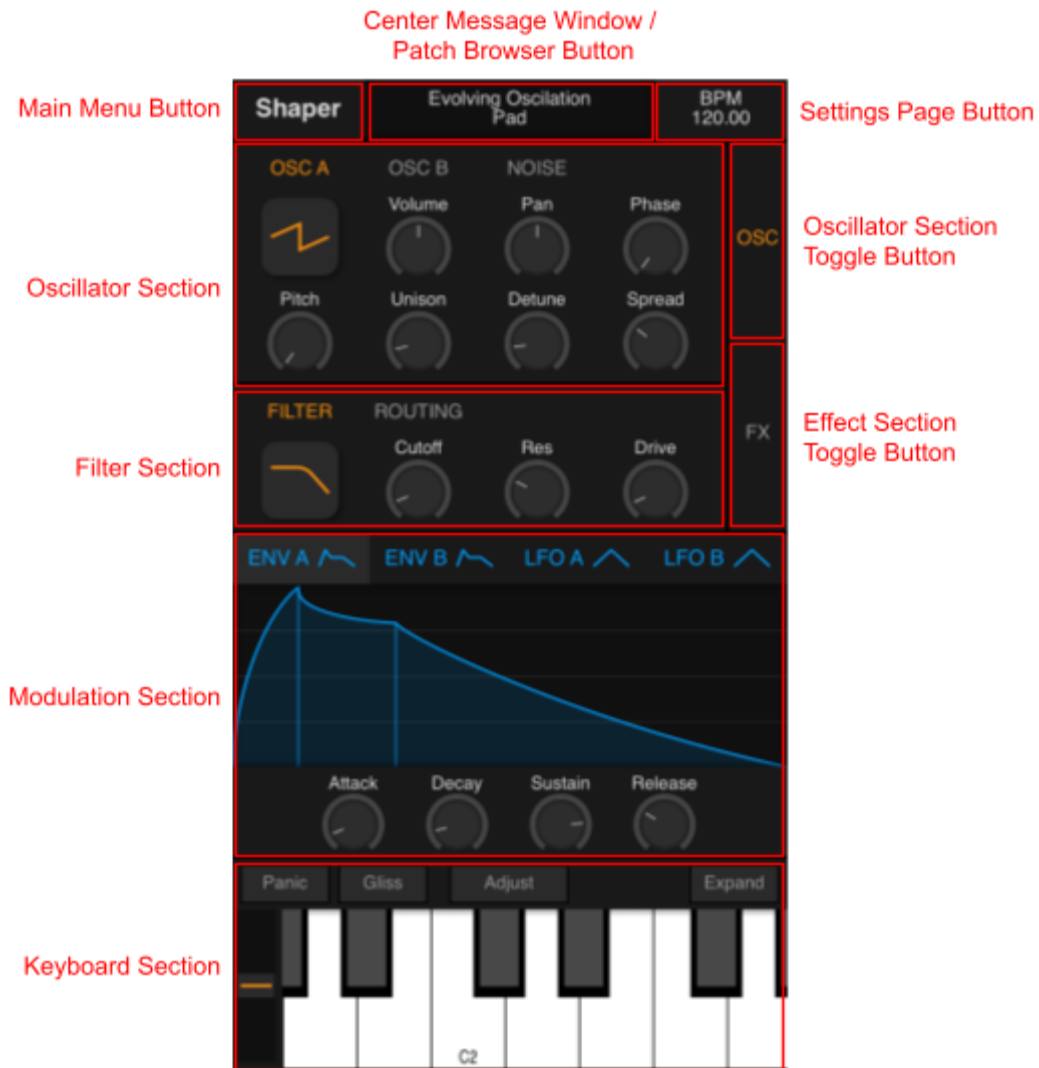 Center Message Window /
Patch Browser Button
Main Menu Button
Shaper
Evolving Oscilation
Pad
BPM
120.00
Settings Page Button
OSC A
OSC B
NOISE
Volume
Pan
Phase
OSC
Oscillator Section
Toggle Button
Oscillator Section
Pitch
Unison
Detune
Spread
FILTER
ROUTING
Cutoff
Res
Drive
FX
Effect Section
Toggle Button
Filter Section
ENV A
ENV B
LFO A
LFO B
Modulation Section
Attack
Decay
Sustain
Release
Panic
Gliss
Adjust
Expand
Keyboard Section
C2